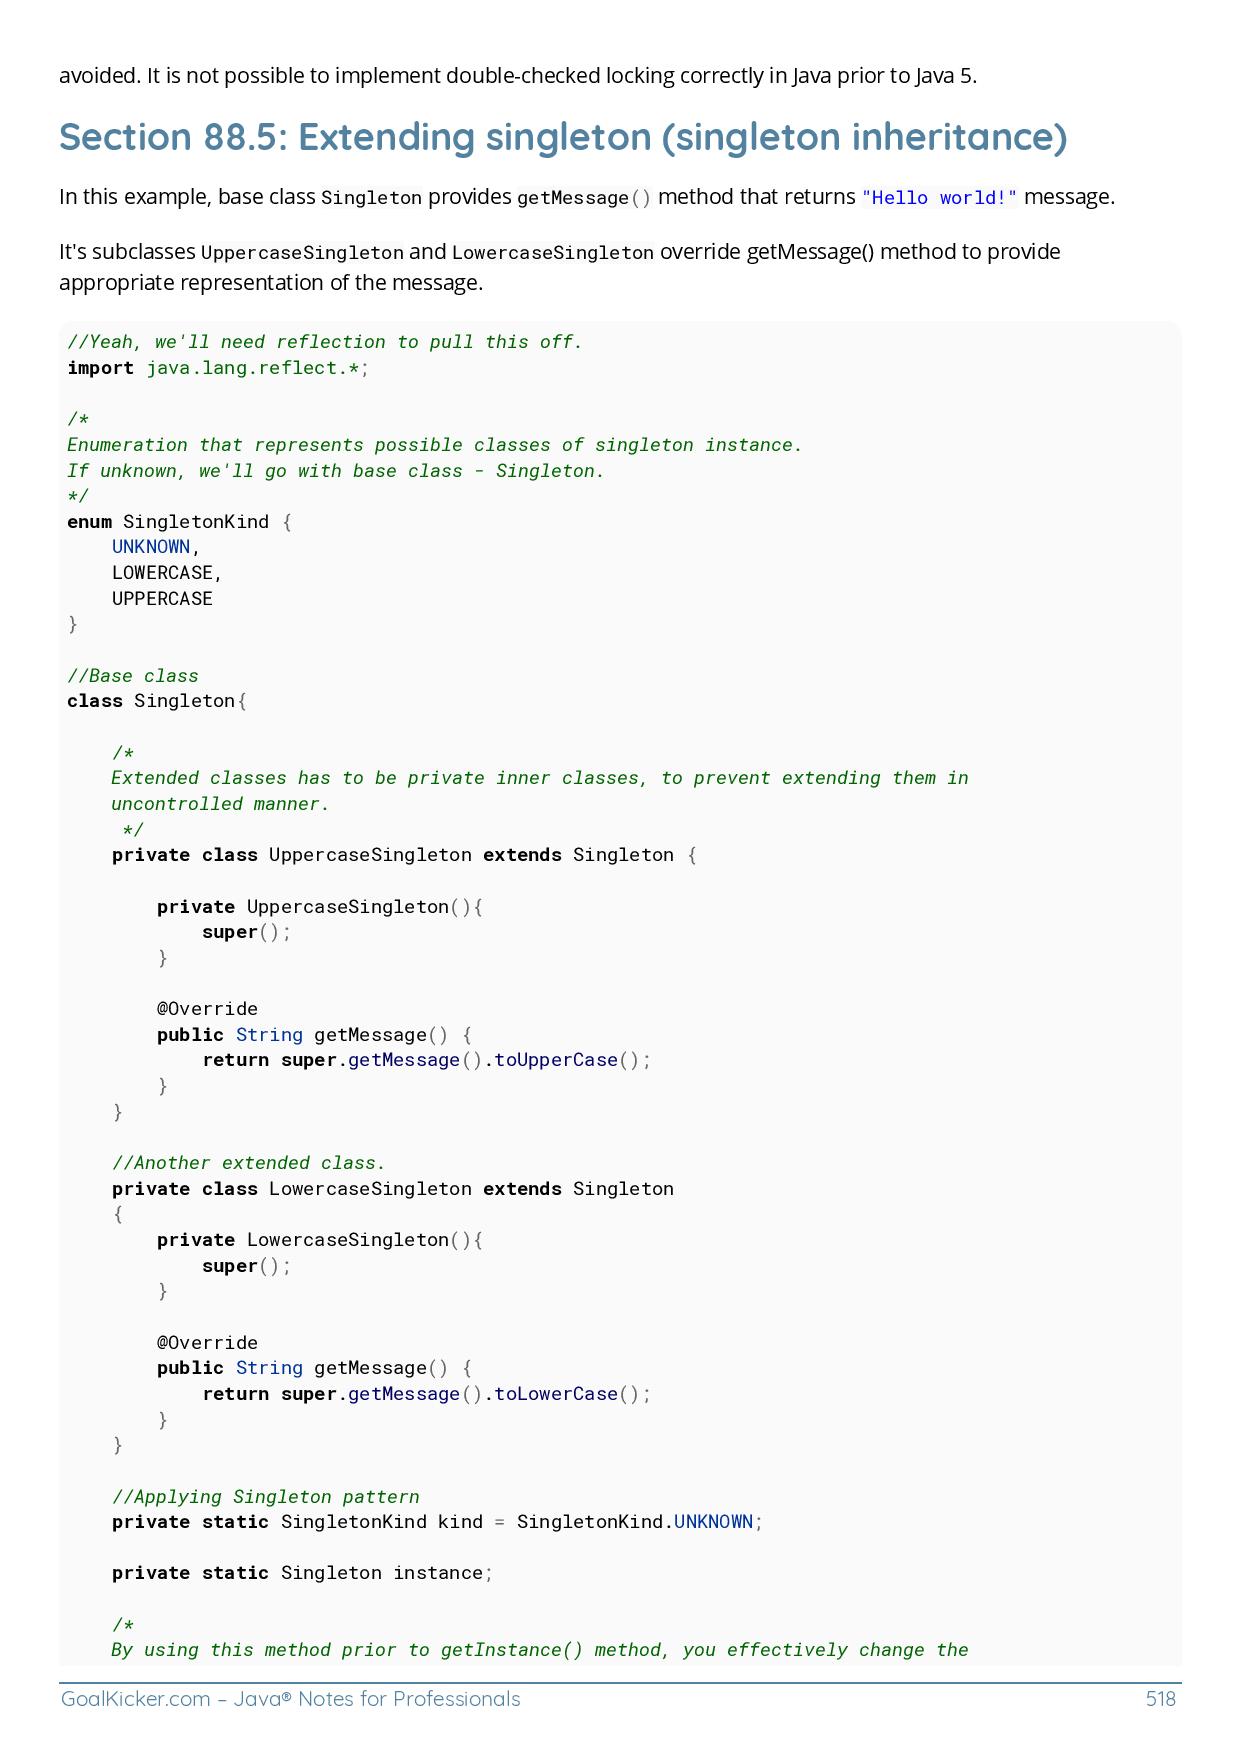 avoided. It is not possible to implement double-checked locking correctly in Java prior to Java 5.
Section 88.5: Extending singleton (singleton inheritance)
In this example, base class Singleton provides getMessage() method that returns "Hello world!" message.
It's subclasses UppercaseSingleton and LowercaseSingleton override getMessage() method to provide
appropriate representation of the message.
//Yeah, we'll need reflection to pull this off.
import java.lang.reflect.*;
/*
Enumeration that represents possible classes of singleton instance.
If unknown, we'll go with base class - Singleton.
*/
enum SingletonKind {
    UNKNOWN,
    LOWERCASE,
    UPPERCASE
}
//Base class
class Singleton{
    /*
    Extended classes has to be private inner classes, to prevent extending them in
    uncontrolled manner.
     */
    private class UppercaseSingleton extends Singleton {
        private UppercaseSingleton(){
            super();
        }
        @Override
        public String getMessage() {
            return super.getMessage().toUpperCase();
        }
    }
    //Another extended class.
    private class LowercaseSingleton extends Singleton
    {
        private LowercaseSingleton(){
            super();
        }
        @Override
        public String getMessage() {
            return super.getMessage().toLowerCase();
        }
    }
    //Applying Singleton pattern
    private static SingletonKind kind = SingletonKind.UNKNOWN;
    private static Singleton instance;
    /*
    By using this method prior to getInstance() method, you effectively change the
GoalKicker.com – Java® Notes for Professionals 518